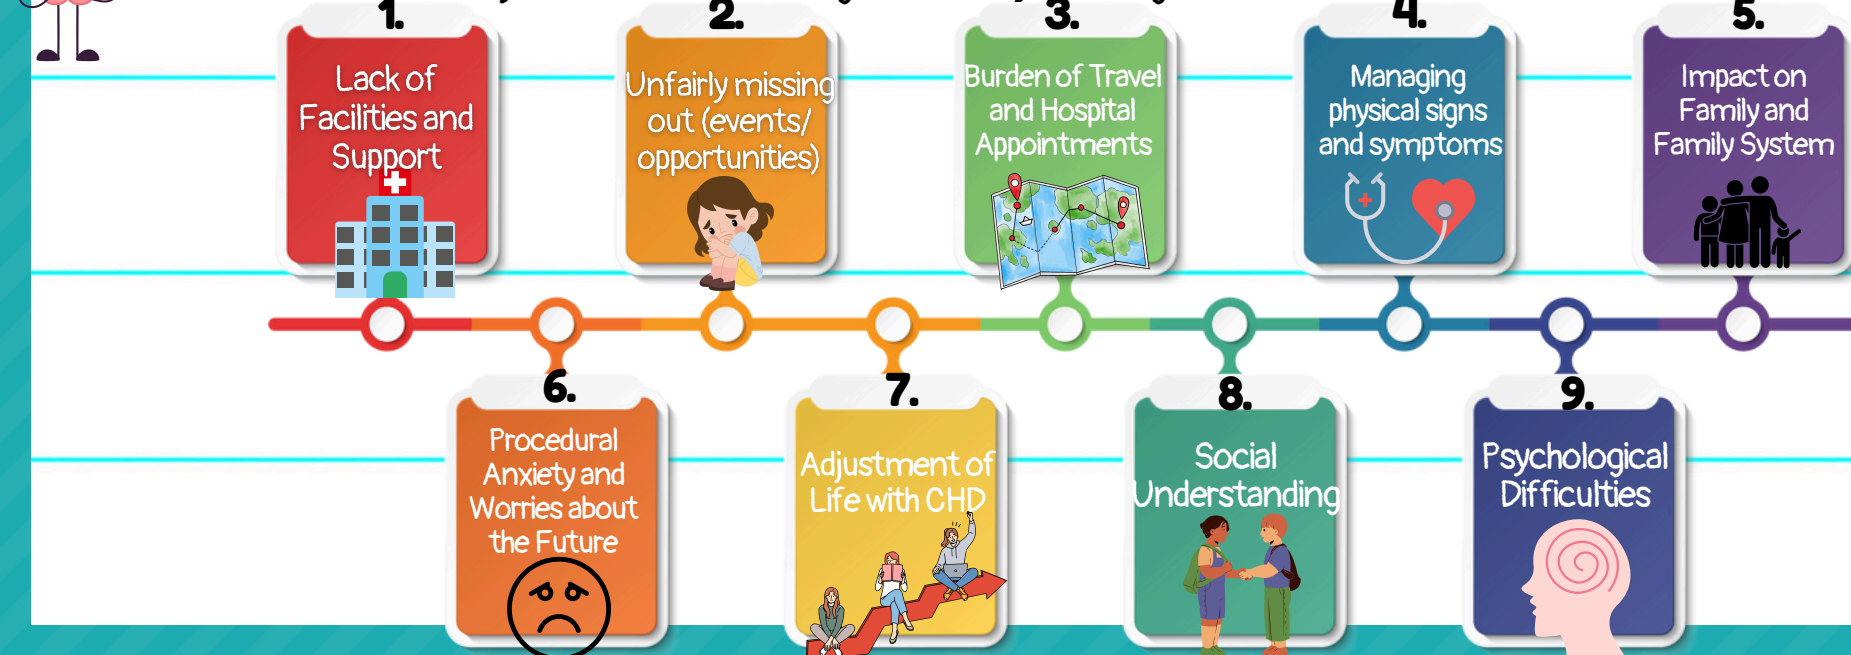 1.
Lack of
Facilities and
Support
2.
Unfairly missing
out (events/
opportunities)
3.
Burden of Travel
and Hospital
Appointments
4.
Managing
physical signs
and symptoms
5.
Impact on
Family and
Family System
6.
Procedural
Anxiety and
Worries about
the Future
7.
Adjustment of
Life with CHD
8.
Social
Understanding
9.
Psychological
Difficulties